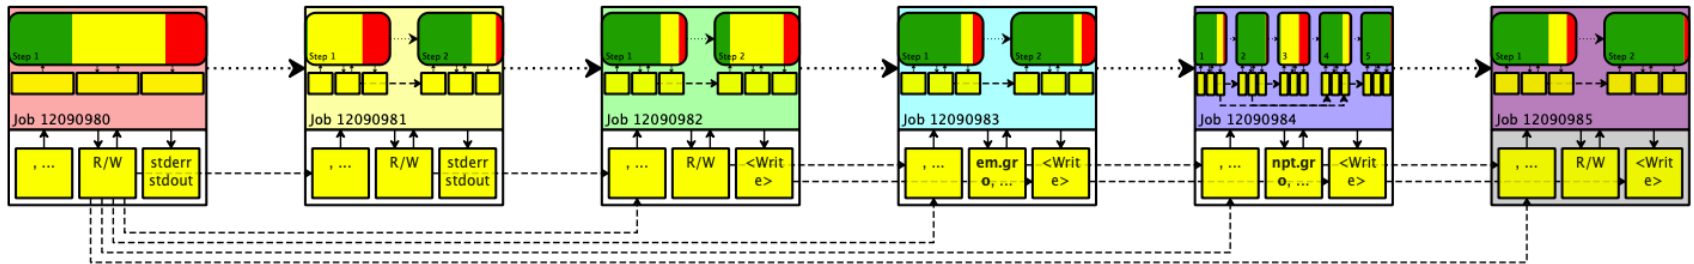 Step 1
Job 12090980
, ...
R/W
stderr
stdout
Step 1
Step 2
Job 12090981
, ...
R/W
stderr
stdout
Step 1
Step 2
Job 12090982
, ...
R/W
<Writ
e>
Step 1
Step 2
Job 12090983
, ...
em.gr
o, ...
<Writ
e>
1
2
3
4
5
Job 12090984
, ...
npt.gr
o, ...
<Writ
e>
Step 1
Step 2
Job 12090985
, ...
R/W
<Writ
e>